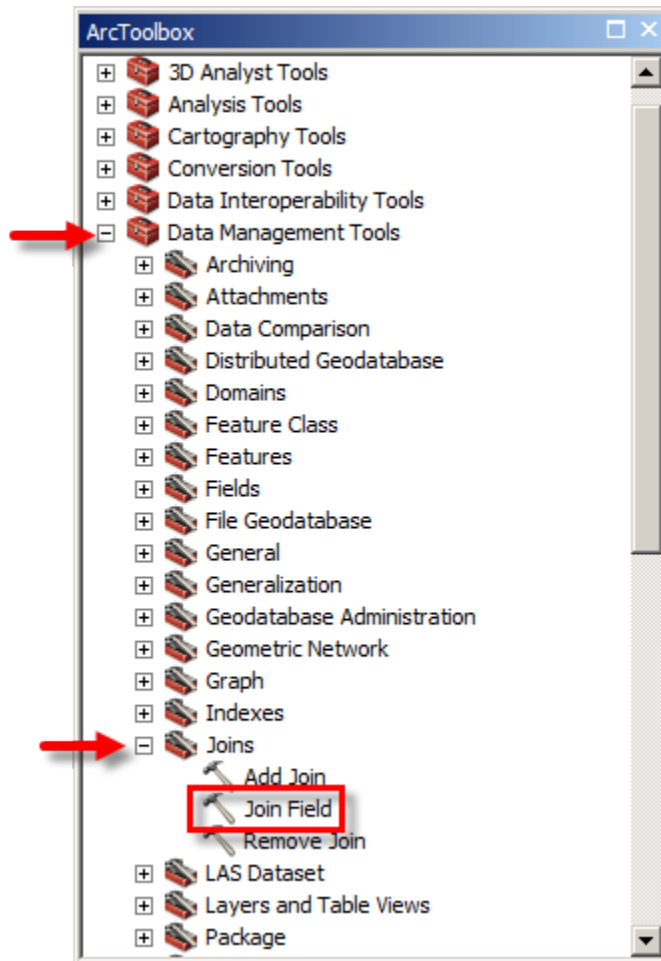 ArcToolbox
3D Analyst Tools
Analysis Tools
Cartography Tools
Conversion Tools
Data Interoperability Tools
Data Management Tools
Archiving
Attachments
Data Comparison
Distributed Geodatabase
Domains
Feature Class
Features
Fields
File Geodatabase
General
Generalization
Geodatabase Administration
Geometric Network
Graph
Indexes
Joins
Add Join
Join Field
Remove Join
LAS Dataset
Layers and Table Views
Package